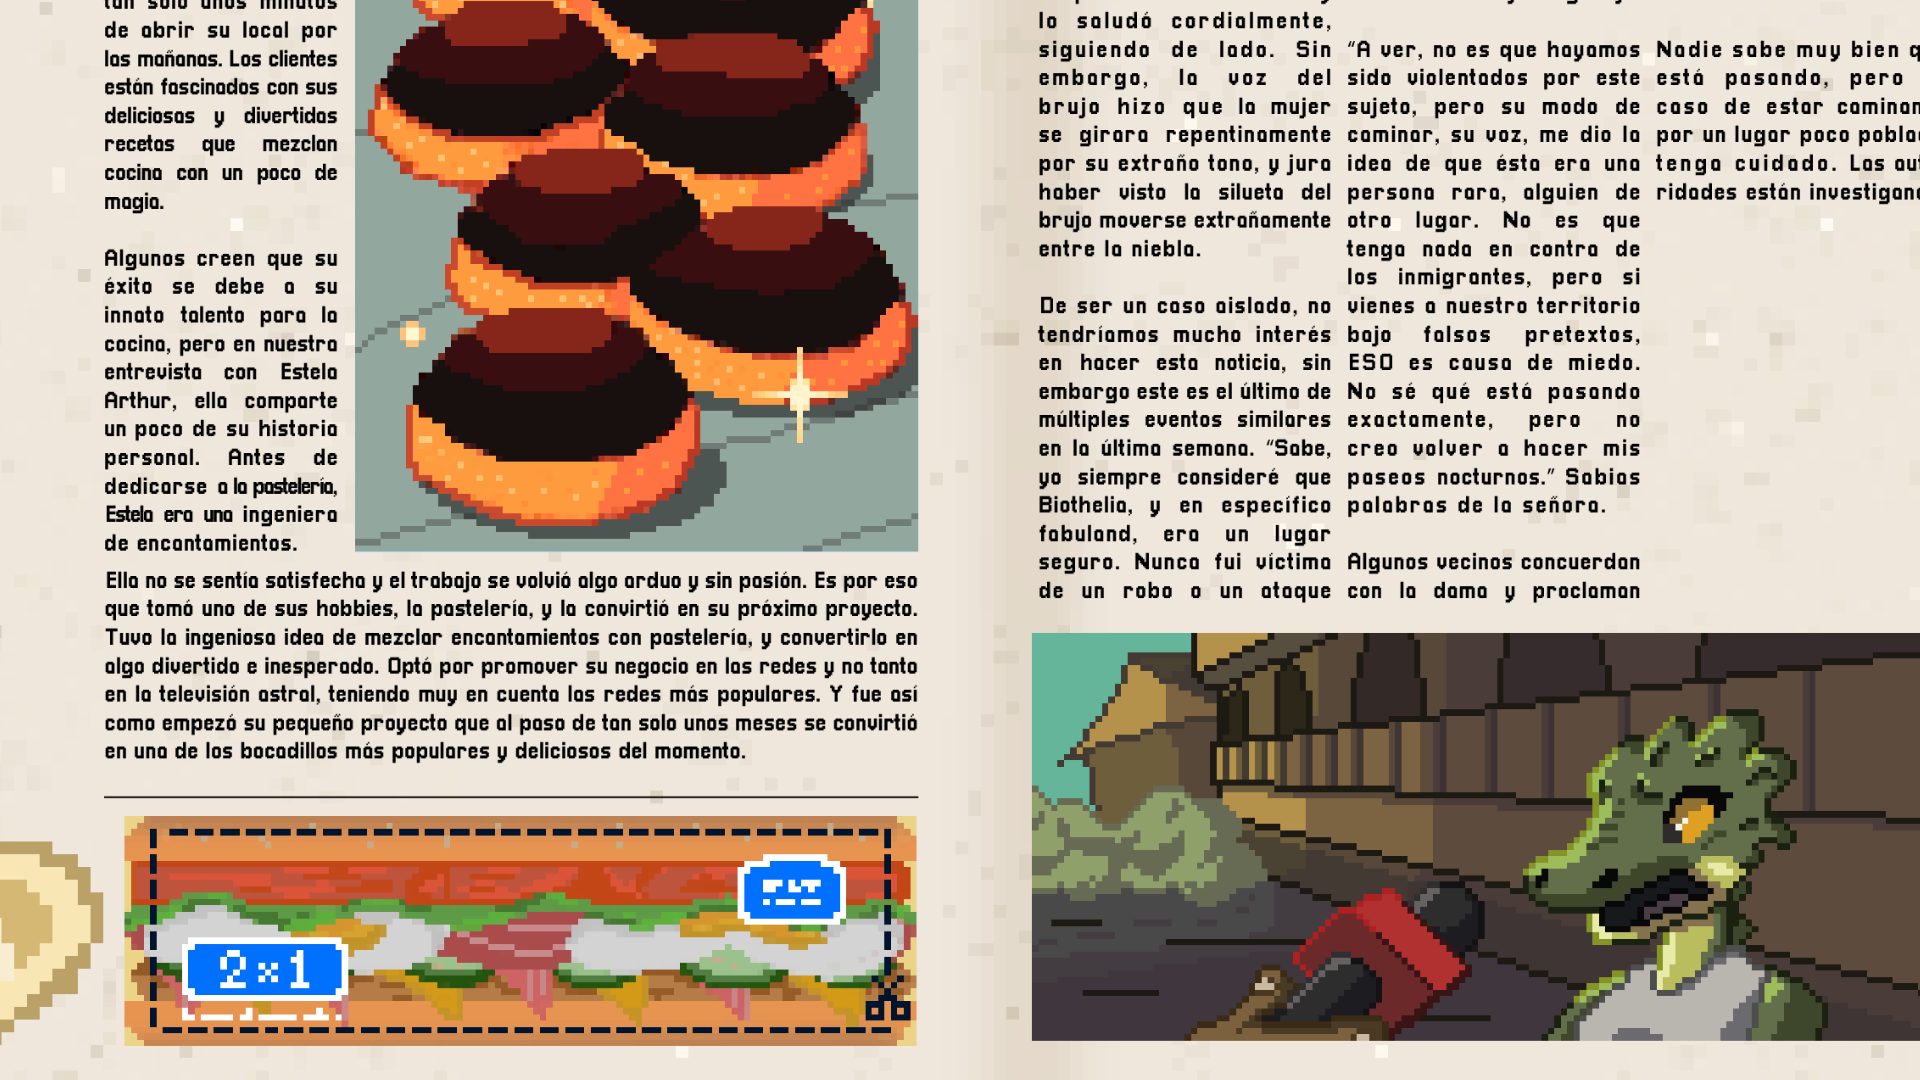 tan solo unos minutos
de abrir su local por
las mañanas. Los clientes
están fascinados con sus
deliciosas y divertidas
recetas que mezclan
cocina con un poco de
magia.
Algunos creen que su
éxito se debe a su
innato talento para la
cocina, pero en nuestra
entrevista con Estela
Arthur, ella comparte
un poco de su historia
personal. Antes de
dedicarse a la pastelería,
Estela era una ingeniera
de encantamientos.
Ella no se sentía satisfecha y el trabajo se volvió algo arduo y sin pasión. Es por eso
que tomó uno de sus hobbies, la pastelería, y la convirtió en su próximo proyecto.
Tuvo la ingeniosa idea de mezclar encantamientos con pastelería, y convertirlo en
algo divertido e inesperado. Optó por promover su negocio en las redes y no tanto
en la televisión astral, teniendo muy en cuenta las redes más populares. Y fue así
como empezó su pequeño proyecto que al paso de tan solo unos meses se convirtió
en uno de los bocadillos más populares y deliciosos del momento.
2x1
lo saludó cordialmente,
siguiendo de lado. Sin
embargo, la voz del
brujo hizo que la mujer
se girara repentinamente
por su extraño tono, y jura
haber visto la silueta del
brujo moverse extrañamente
entre la niebla.
De ser un caso aislado, no
tendríamos mucho interés
en hacer esta noticia, sin
embargo este es el último de
múltiples eventos similares
en la última semana. "Sabe,
yo siempre consideré que
Biothelia, y en específico
fabuland, era un lugar
seguro. Nunca fui víctima
de un robo o un ataque
"A ver, no es que hayamos
sido violentados por este
sujeto, pero su modo de
caminar, su voz, me dio la
idea de que ésta era una
persona rara, alguien de
otro lugar. No es que
tenga nada en contra de
los inmigrantes, pero si
vienes a nuestro territorio
bajo falsos pretextos,
ESO es causa de miedo.
No sé qué está pasando
exactamente, pero no
creo volver a hacer mis
paseos nocturnos." Sabias
palabras de la señora.
Algunos vecinos concuerdan
con la dama y proclaman
Nadie sabe muy bien q
está pasando, pero
caso de estar caminan
por un lugar poco pobla
tenga cuidado. Las aut
ridades están investigan